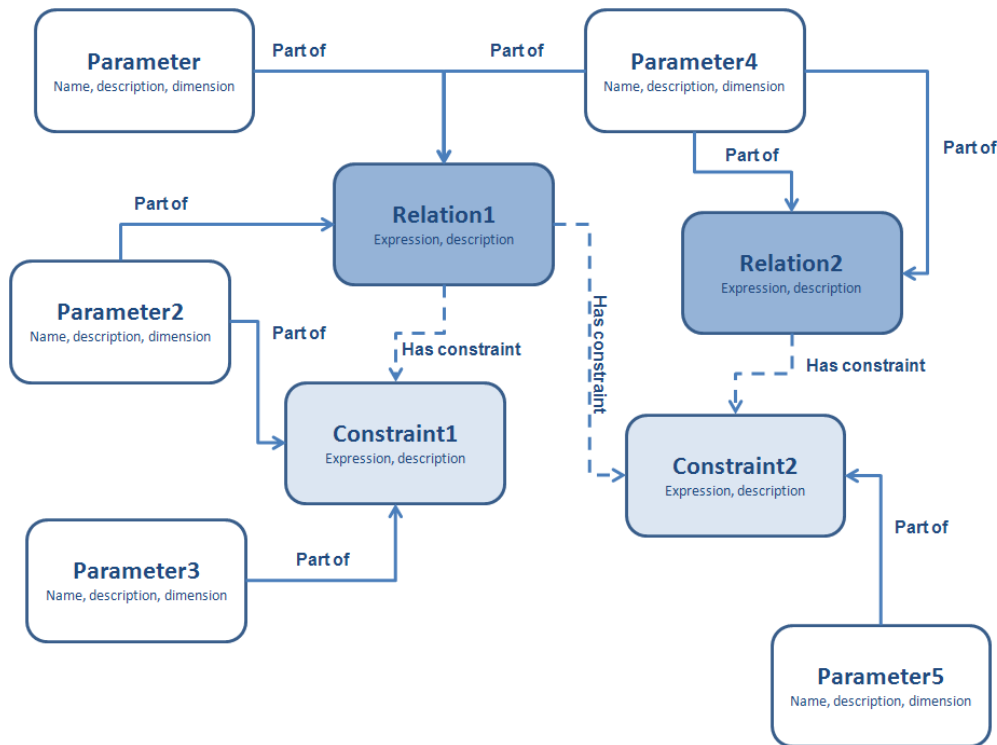 Parameter
Name, description, dimension
Part of
Part of
Parameter4
Name, description, dimension
Part of
Part of
Part of
Relation1
Expression, description
Relation2
Expression, description
Parameter2
Name, description, dimension
Part of
Has constraint
Has constraint
Has constraint
Constraint1
Expression, description
Constraint2
Expression, description
Part of
Parameter3
Name, description, dimension
Part of
Parameter5
Name, description, dimension